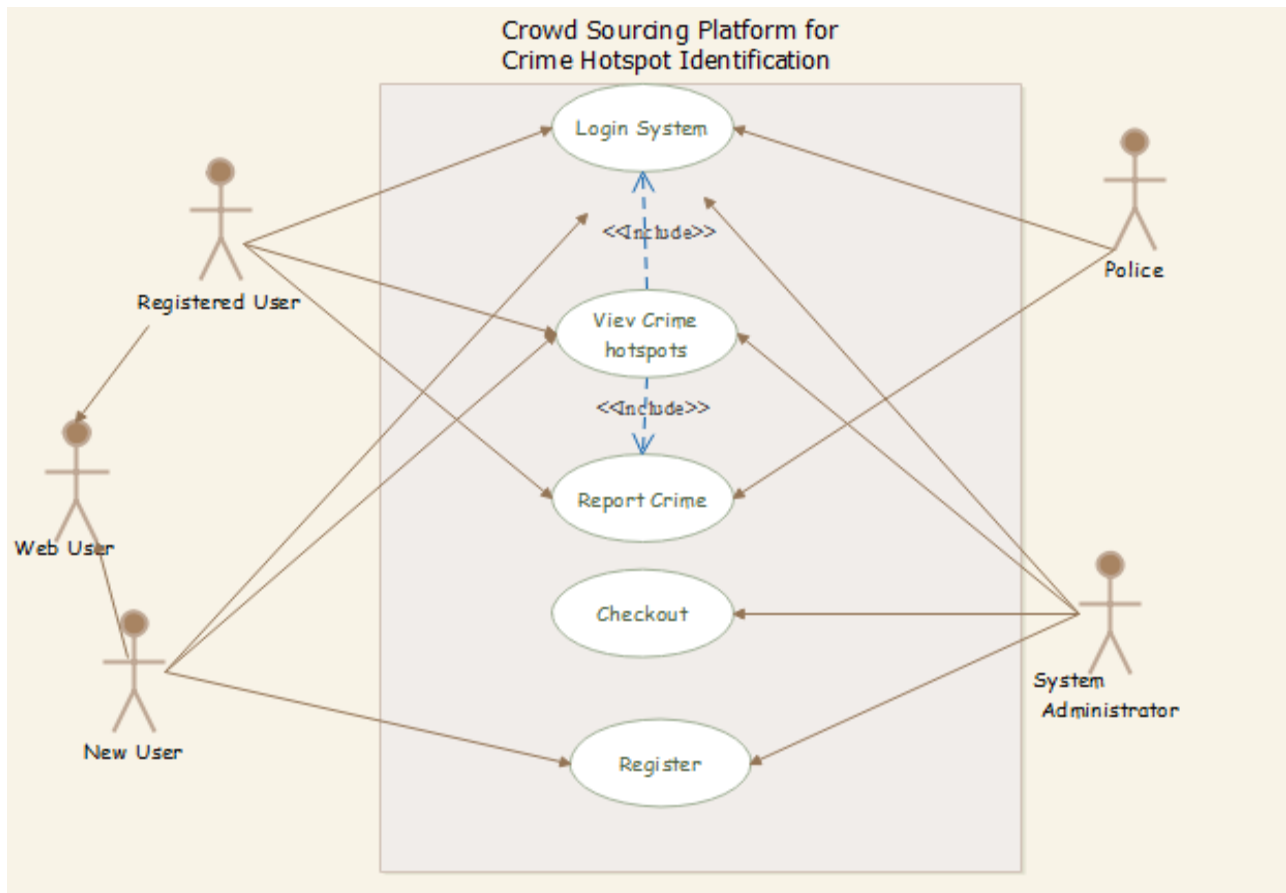 Crowd Sourcing Platform for
Crime Hotspot Identification
Login System
<<Include>>
Registered User
Police
Viev Crime
hotspots
<<Include>>
Report Crime
Web User
Checkout
System
Administrator
New User
Register